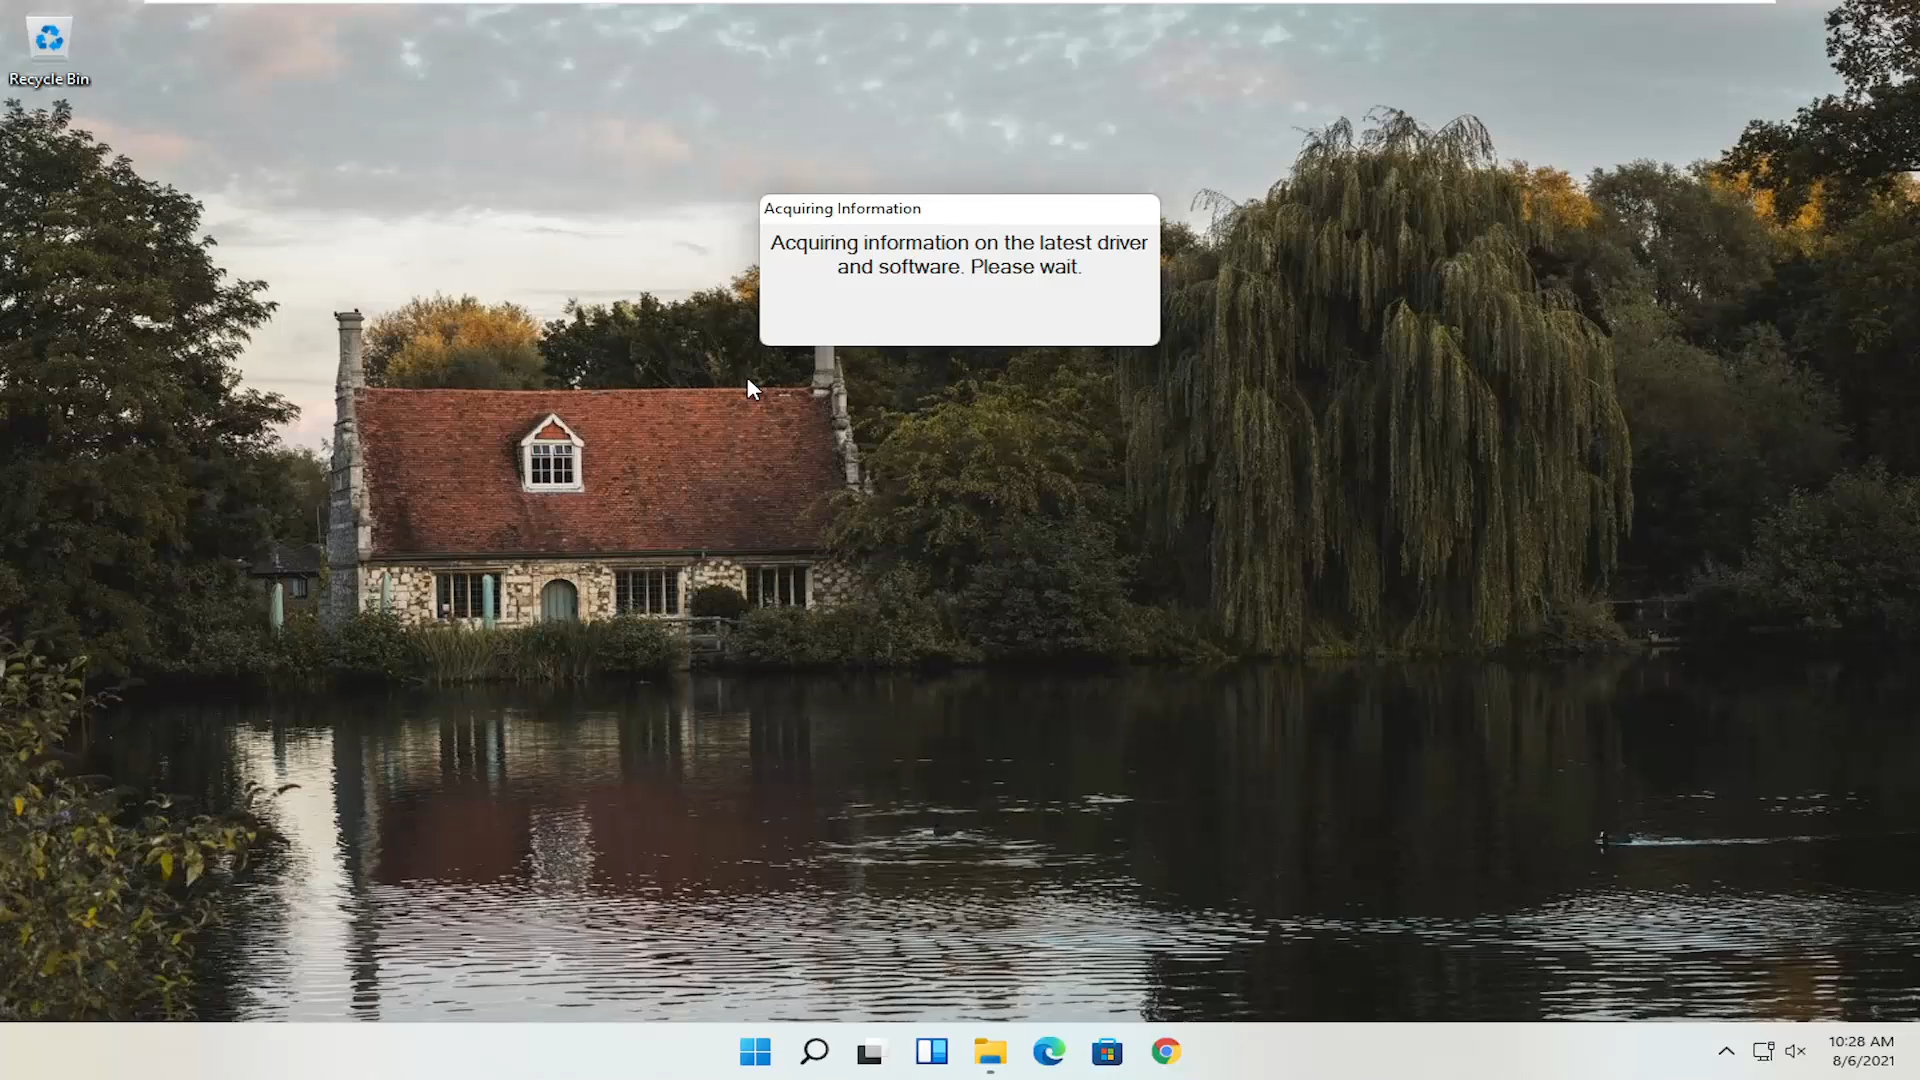 Recycle Bin
Acquiring Information
Acquiring information on the latest driver
and software. Please wait.
10:28 AM
8/6/2021